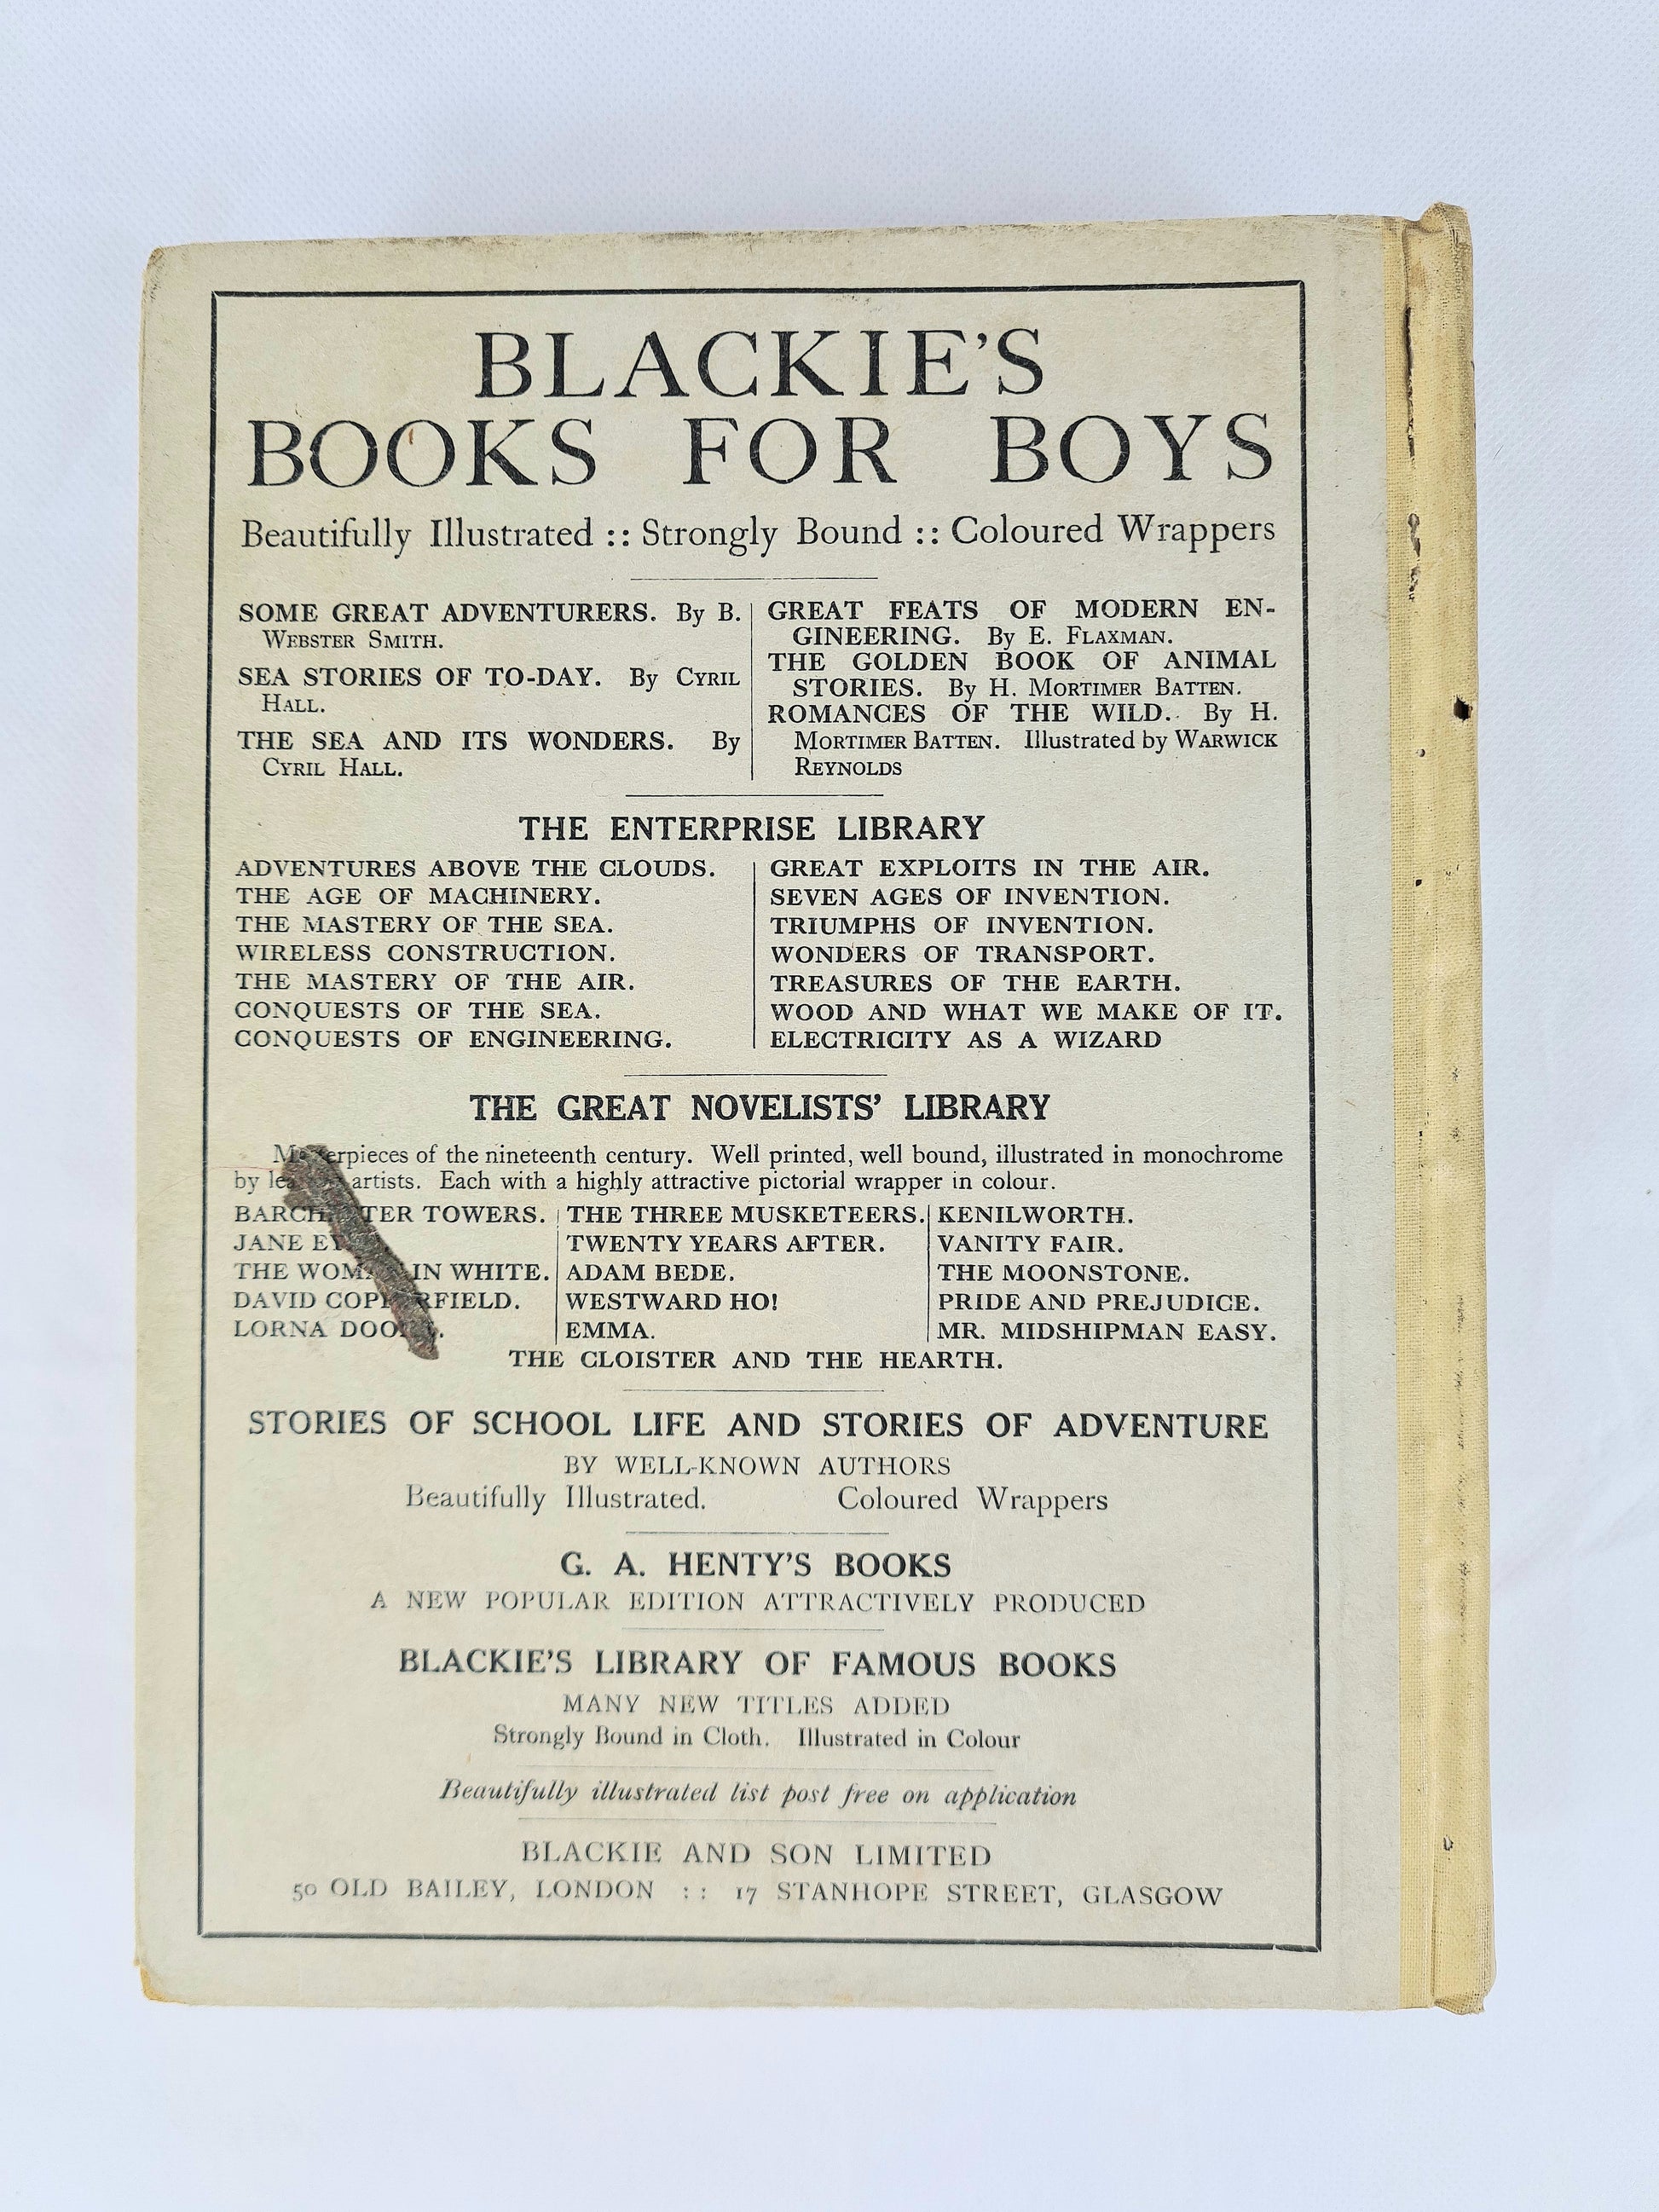 BLACKIE'S
BOOKS FOR BOYS
Beautifully Illustrated :: Strongly Bound :: Coloured Wrappers
SOME GREAT ADVENTURERS. By B.
WEBSTER SMITH.
SEA STORIES OF TO-DAY. By CYRIL
HALL.
THE SEA AND ITS WONDERS. By
CYRIL HALL.
GREAT FEATS OF MODERN EN-
GINEERING. By E. FLAXMAN.
THE GOLDEN BOOK OF ANIMAL
STORIES. By H. MORTIMER BATTEN.
ROMANCES OF THE WILD. By H.
MORTIMER BATTEN. Illustrated by WARWICK
REYNOLDS
THE ENTERPRISE LIBRARY
ADVENTURES ABOVE THE CLOUDS.
THE AGE OF MACHINERY.
THE MASTERY OF THE SEA.
WIRELESS CONSTRUCTION.
THE MASTERY OF THE AIR.
CONQUESTS OF THE SEA.
CONQUESTS OF ENGINEERING.
GREAT EXPLOITS IN THE AIR.
SEVEN AGES OF INVENTION.
TRIUMPHS OF INVENTION.
WONDERS OF TRANSPORT.
TREASURES OF THE EARTH.
WOOD AND WHAT WE MAKE OF IT.
ELECTRICITY AS A WIZARD
THE GREAT NOVELISTS' LIBRARY
of the nineteenth century. Well printed, well bound, illustrated in monochrome
by artists. Each with a highly attractive pictorial wrapper in colour.
TOWERS.
JANE
THE IN WHITE.
DAVID
LORNA
THE THREE MUSKETEERS.
TWENTY YEARS AFTER.
ADAM BEDE.
WESTWARD HO!
EMMA.
KENILWORTH.
VANITY FAIR.
THE MOONSTONE.
PRIDE AND PREJUDICE.
MR. MIDSHIPMAN EASY.
THE CLOISTER AND THE HEARTH.
STORIES OF SCHOOL LIFE AND STORIES OF ADVENTURE
BY WELL-KNOWN AUTHORS
Beautifully Illustrated. Coloured Wrappers
G. A. HENTY'S BOOKS
A NEW POPULAR EDITION ATTRACTIVELY PRODUCED
BLACKIE'S LIBRARY OF FAMOUS BOOKS
MANY NEW TITLES ADDED
Strongly Bound in Cloth. Illustrated in Colour
Beautifully illustrated list post free on application
BLACKIE AND SON LIMITED
50 OLD BAILEY, LONDON :: 17 STANHOPE STREET, GLASGOW